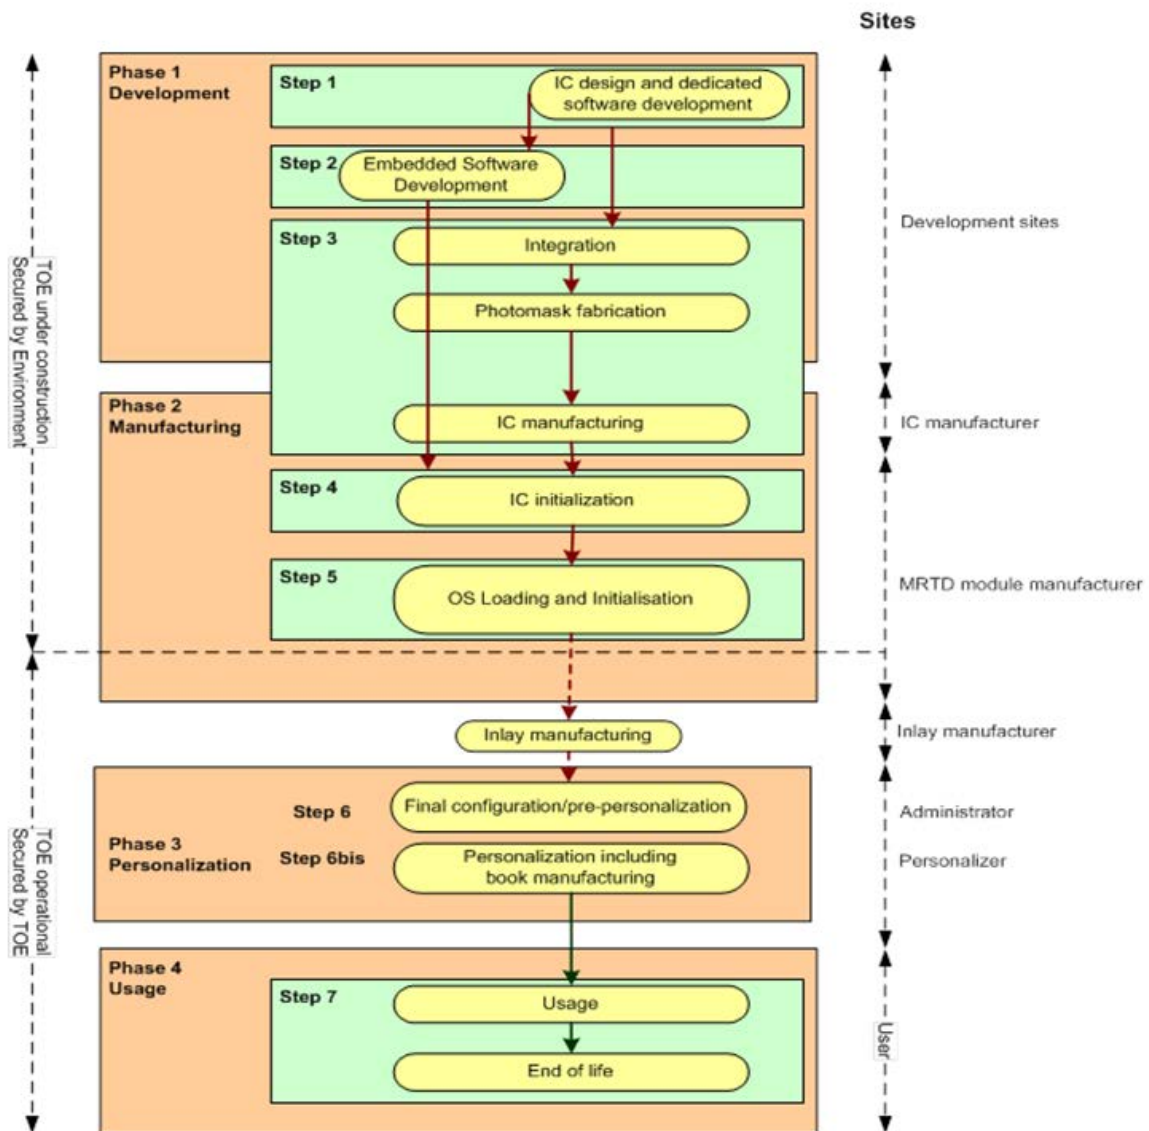 Sites
Phase 1
Development
Step 1
IC design and dedicated
software development
Step 2
Embedded Software
Development
Step 3
Integration
Development sites
Photomask fabrication
TOE under construction
Secured by Environment
Phase 2
Manufacturing
IC manufacturing
IC manufacturer
Step 4
IC initialization
Step 5
OS Loading and Initialisation
MRTD module manufacturer
Inlay manufacturing
Inlay manufacturer
Step 6
Final configuration/pre-personalization
Administrator
Phase 3
Personalization
Step 6bis
Personalization including
book manufacturing
Personalizer
TOE operational
Secured by TOE
Phase 4
Usage
Step 7
Usage
End of life
User